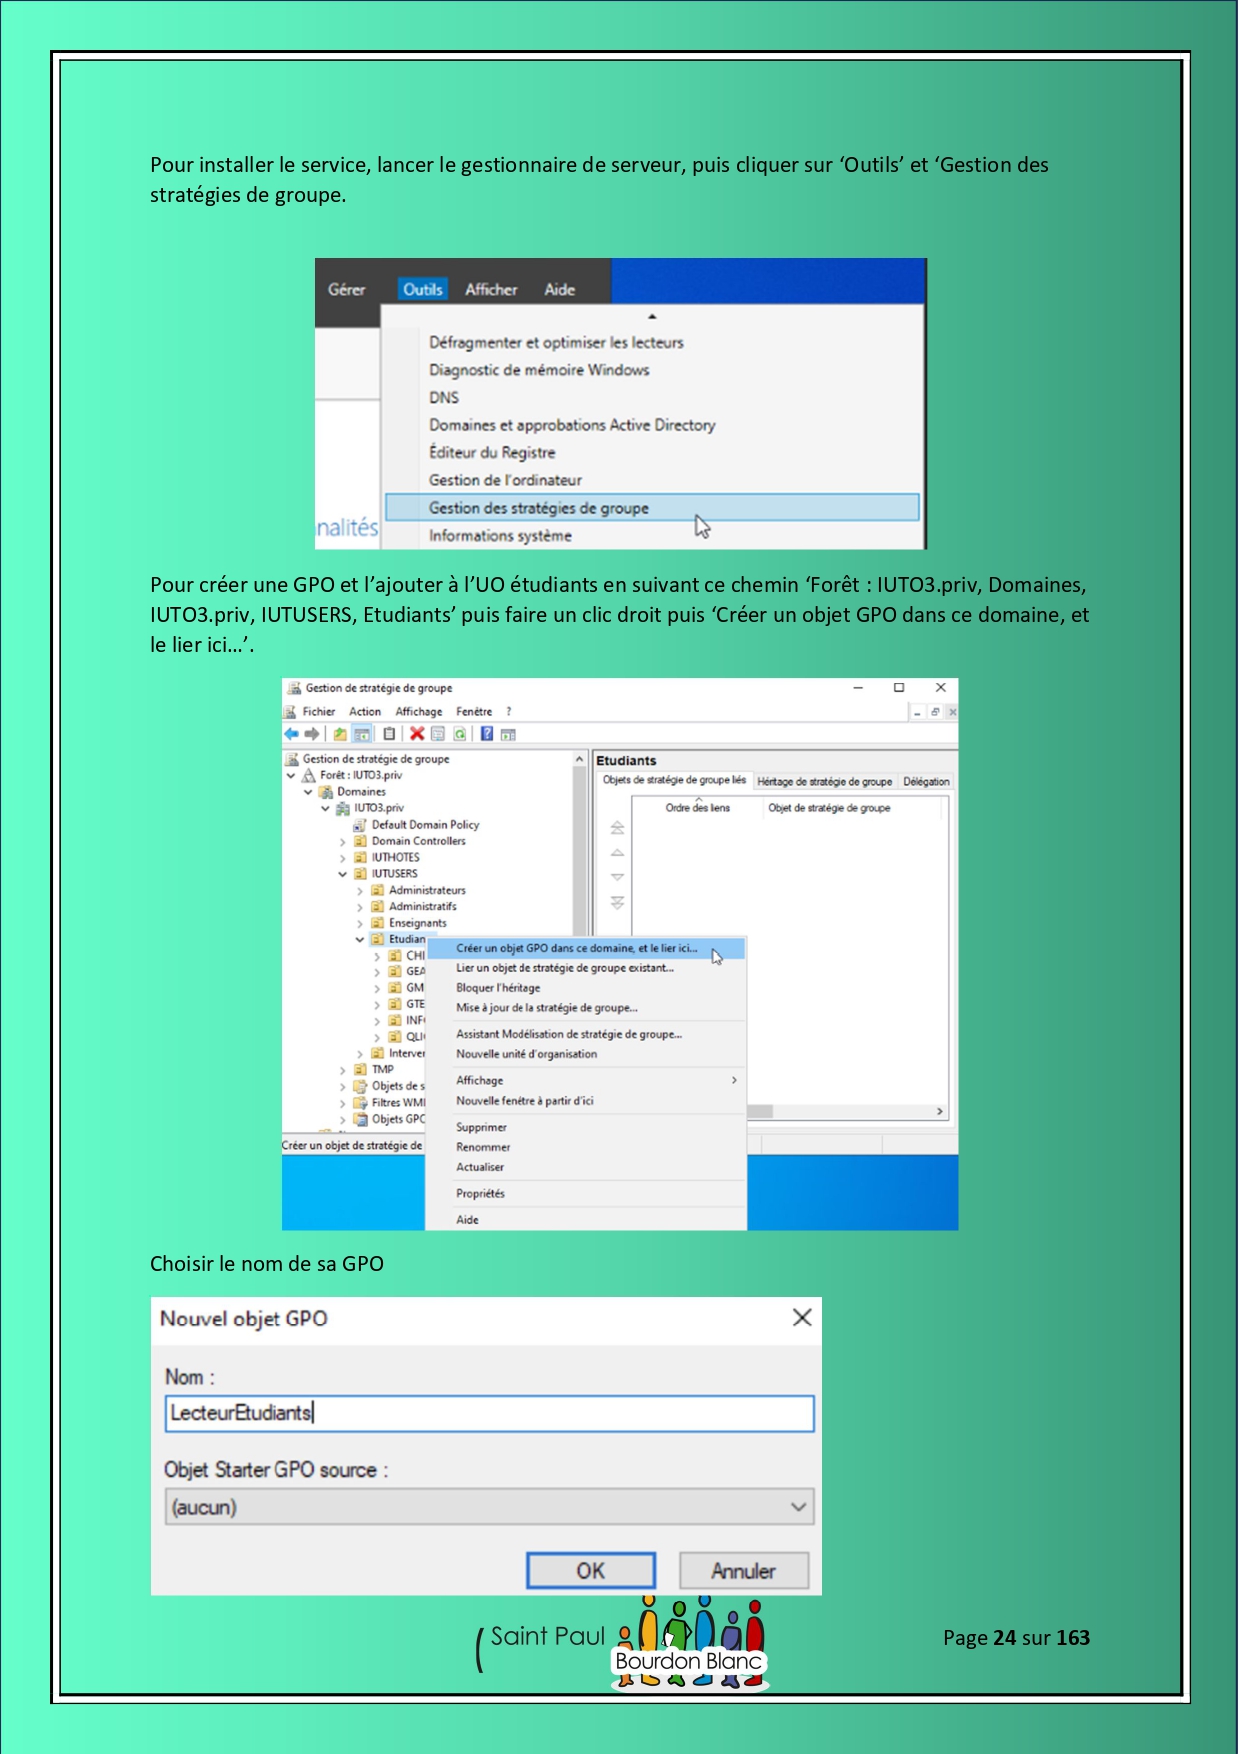 Pour installer le service, lancer le gestionnaire de serveur, puis cliquer sur ‘Outils’ et ‘Gestion des
stratégies de groupe.
Gérer Outils Afficher Aide
Défragmenter et optimiser les lecteurs
Diagnostic de mémoire Windows
DNS
Domaines et approbations Active Directory
Éditeur du Registre
Gestion de l'ordinateur
Gestion des stratégies de groupe
nalités
Informations système
Pour créer une GPO et l’ajouter à l’UO étudiants en suivant ce chemin ‘Forêt : IUTO3.priv, Domaines,
IUTO3.priv, IUTUSERS, Etudiants’ puis faire un clic droit puis ‘Créer un objet GPO dans ce domaine, et
le lier ici…’.
Gestion de stratégie de groupe
Fichier Action Affichage Fenêtre ?
Gestion de stratégie de groupe
Forêt : IUTO3.priv
Domaines
IUTO3.priv
Default Domain Policy
Domain Controllers
IUTHOTES
IUTUSERS
Administrateurs
Administratifs
Enseignants
Etudian
CHI
GEA
GM
GTE
INF
QLI
Interver
TMP
Objets de s
Filtres WMI
Objets GPC
Créer un objet de stratégie de
Etudiants
Objets de stratégie de groupe liés Héritage de stratégie de groupe Délégation
Ordre des liens Objet de stratégie de groupe
Créer un objet GPO dans ce domaine, et le lier ici...
Lier un objet de stratégie de groupe existant...
Bloquer l'héritage
Mise à jour de la stratégie de groupe...
Assistant Modélisation de stratégie de groupe...
Nouvelle unité d'organisation
Affichage
Nouvelle fenêtre à partir d'ici
Supprimer
Renommer
Actualiser
Propriétés
Aide
Choisir le nom de sa GPO
Nouvel objet GPO
Nom :
LecteurEtudiants
Objet Starter GPO source :
(aucun)
OK Annuler
Saint Paul
Bourdon Blanc
Page 24 sur 163